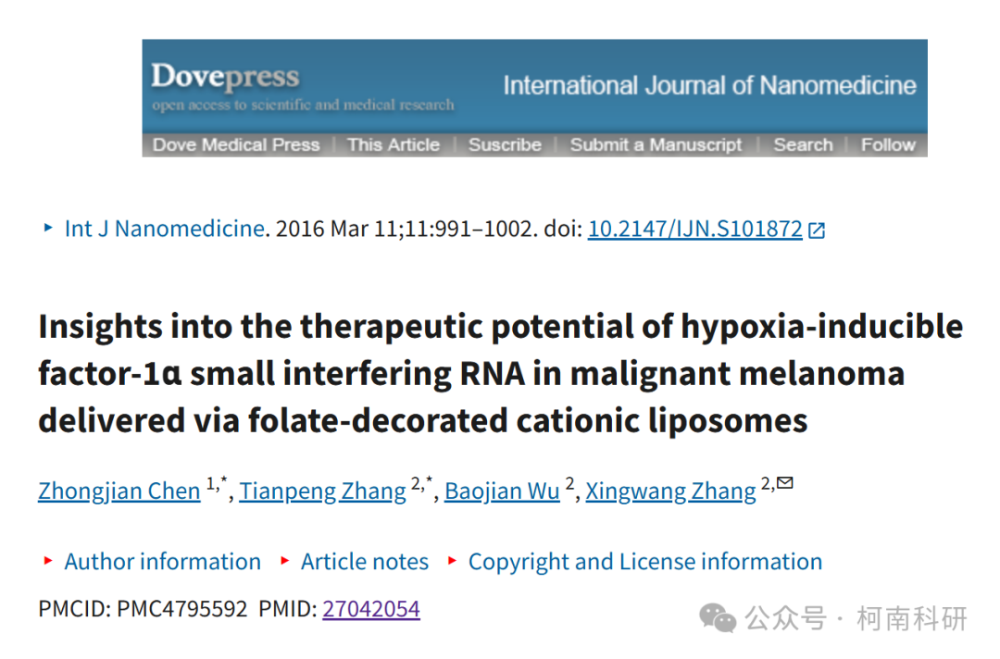 Dovepress
International Journal of Nanomedicine
open access to scientific and medical research
Dove Medical Press | This Article | Suscribe | Submit a Manuscript | Search | Follow
▸ Int J Nanomedicine. 2016 Mar 11;11:991–1002. doi: 10.2147/IJN.S101872
Insights into the therapeutic potential of hypoxia-inducible
factor-1α small interfering RNA in malignant melanoma
delivered via folate-decorated cationic liposomes
Zhongjian Chen 1,*, Tianpeng Zhang 2,*, Baojian Wu 2, Xingwang Zhang 2,✉
▸ Author information ▸ Article notes ▸ Copyright and License information
PMCID: PMC4795592 PMID: 27042054
公众号 · 柯南科研